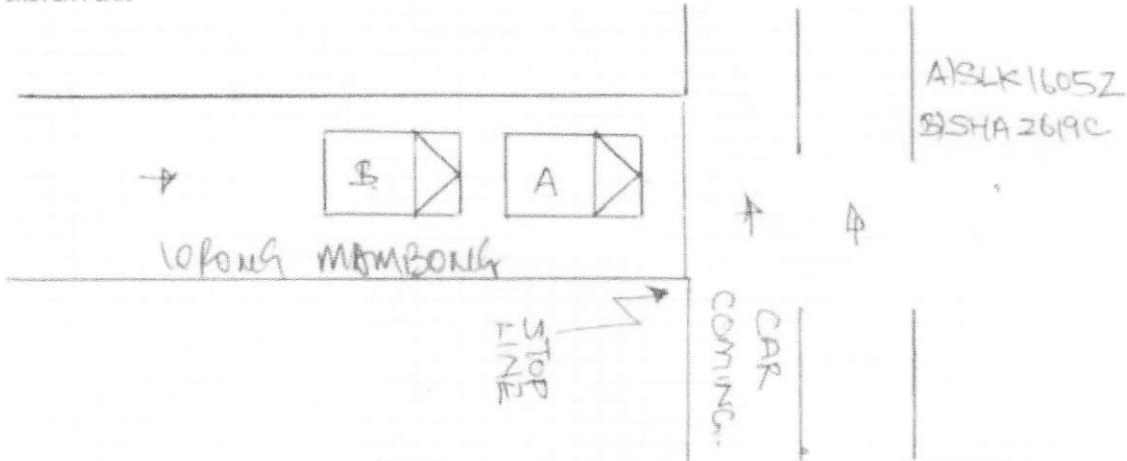 A) SLK1605Z
B) SHA2619C
B
A
LORONG MAMBONG
STOP
LINE
CAR
COMING.